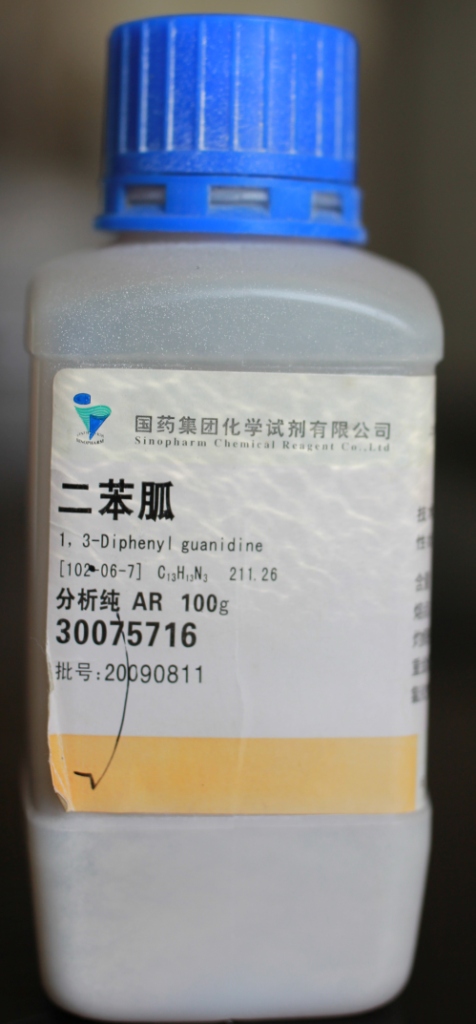 国药集团化学试剂有限公司
Sinopharm Chemical Reagent Co.,Ltd
二苯胍
1, 3-Diphenyl guanidine
[102-06-7] C₁₃H₁₃N₃ 211.26
分析纯 AR 100g
30075716
批号:20090811